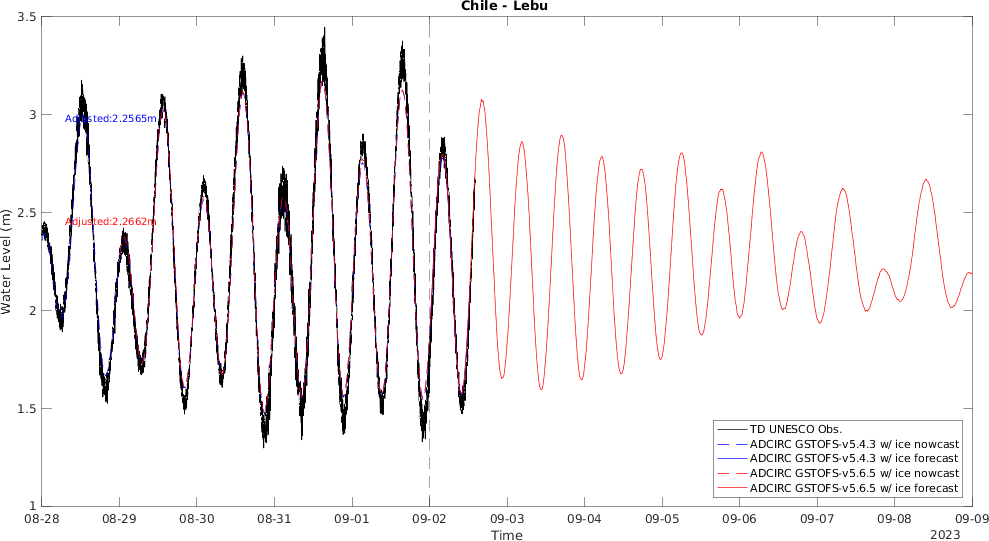 Chile - Lebu
3.5
3
2.5
2
1.5
1
Water Level (m)
Adjusted:2.2565m
Adjusted:2.2662m
TD UNESCO Obs.
ADCIRC GSTOFS-v5.4.3 w/ ice nowcast
ADCIRC GSTOFS-v5.4.3 w/ ice forecast
ADCIRC GSTOFS-v5.6.5 w/ ice nowcast
ADCIRC GSTOFS-v5.6.5 w/ ice forecast
08-28 08-29 08-30 08-31 09-01 09-02 09-03 09-04 09-05 09-06 09-07 09-08 09-09
Time
2023